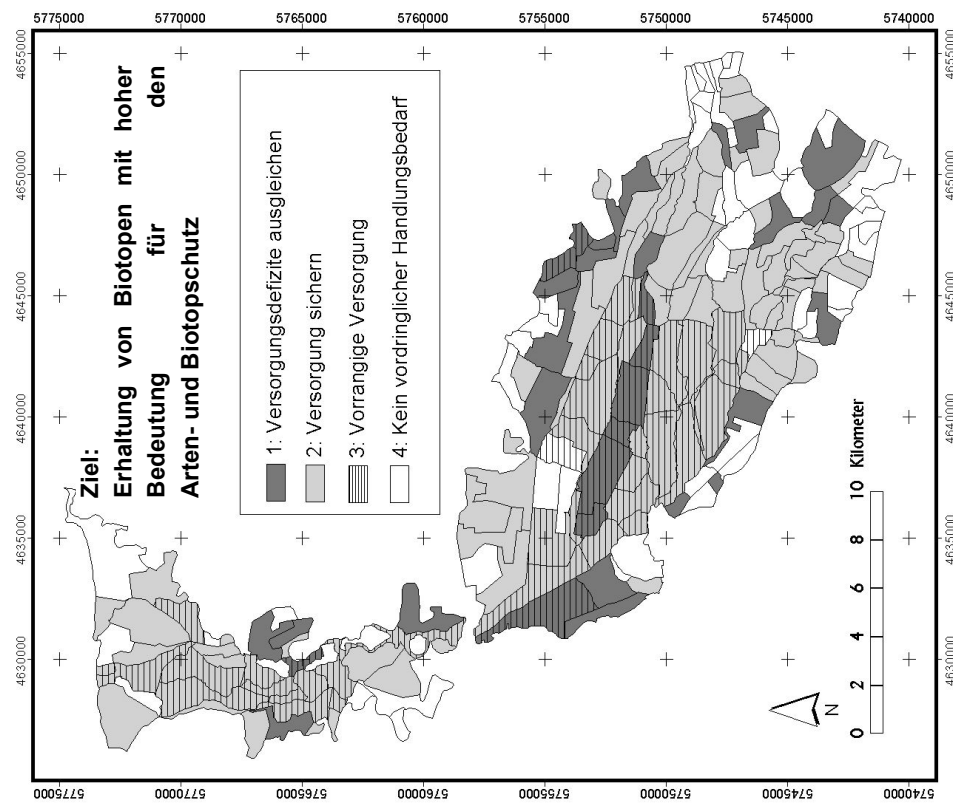 4630000 4635000 4640000 4645000 4650000 4655000
5775000 5775000
5770000 5770000
5765000 5765000
5760000 5760000
5755000 5755000
5750000 5750000
5745000 5745000
5740000 5740000
Ziel:
Erhaltung von Biotopen mit hoher
Bedeutung für den
Arten- und Biotopschutz
1: Versorgungsdefizite ausgleichen
2: Versorgung sichern
3: Vorrangige Versorgung
4: Kein vordringlicher Handlungsbedarf
N
0 2 4 6 8 10 Kilometer
4630000 4635000 4640000 4645000 4650000 4655000